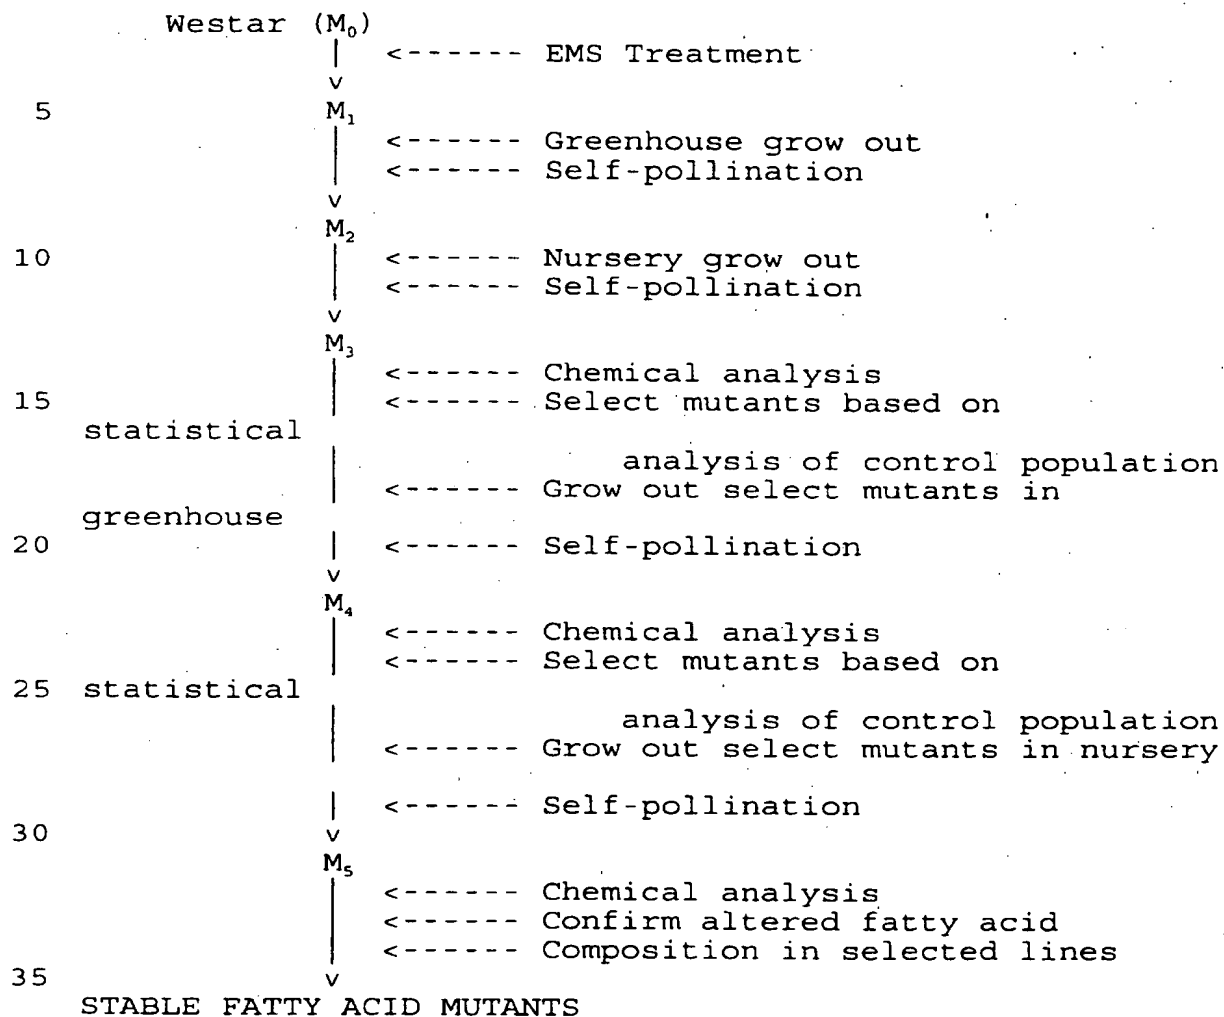 Westar (M₀)
| <------ EMS Treatment
v
5 M₁
<------ Greenhouse grow out
<------ Self-pollination
v
M₂
10 <------ Nursery grow out
<------ Self-pollination
v
M₃
<------ Chemical analysis
15 <------ Select mutants based on
statistical
analysis of control population
<------ Grow out select mutants in
greenhouse
20 | <------ Self-pollination
v
M₄
<------ Chemical analysis
<------ Select mutants based on
25 statistical
analysis of control population
<------ Grow out select mutants in nursery
| <------ Self-pollination
30 v
M₅
<------ Chemical analysis
<------ Confirm altered fatty acid
<------ Composition in selected lines
35 v
STABLE FATTY ACID MUTANTS